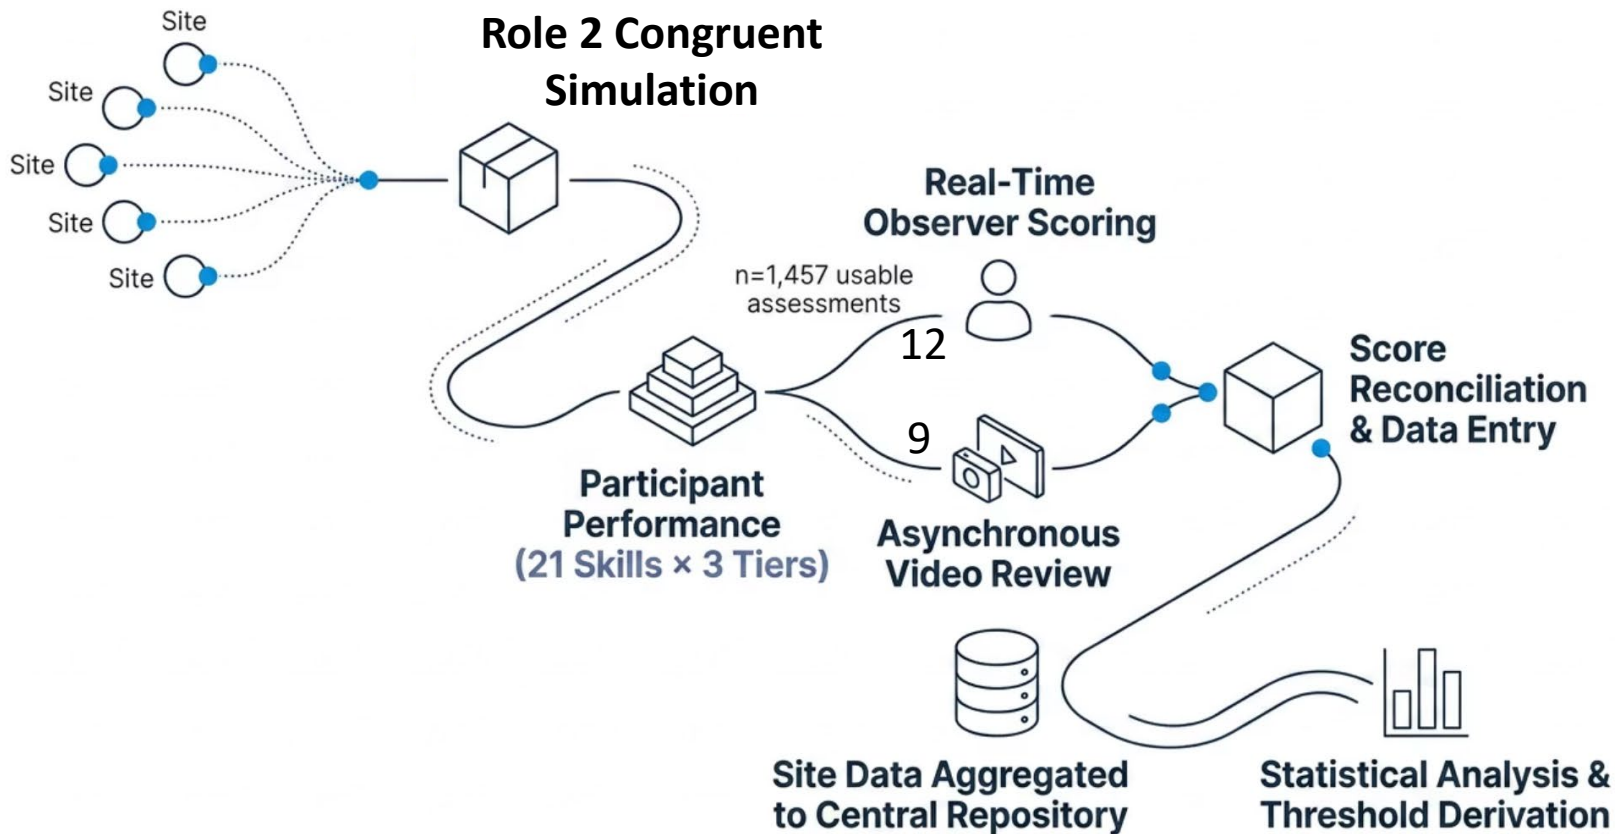 Site
Role 2 Congruent
Simulation
Site
Site
Site
Site
Real-Time
Observer Scoring
n=1,457 usable
assessments
12
9
Score
Reconciliation
& Data Entry
Participant
Performance
(21 Skills × 3 Tiers)
Asynchronous
Video Review
Site Data Aggregated
to Central Repository
Statistical Analysis &
Threshold Derivation